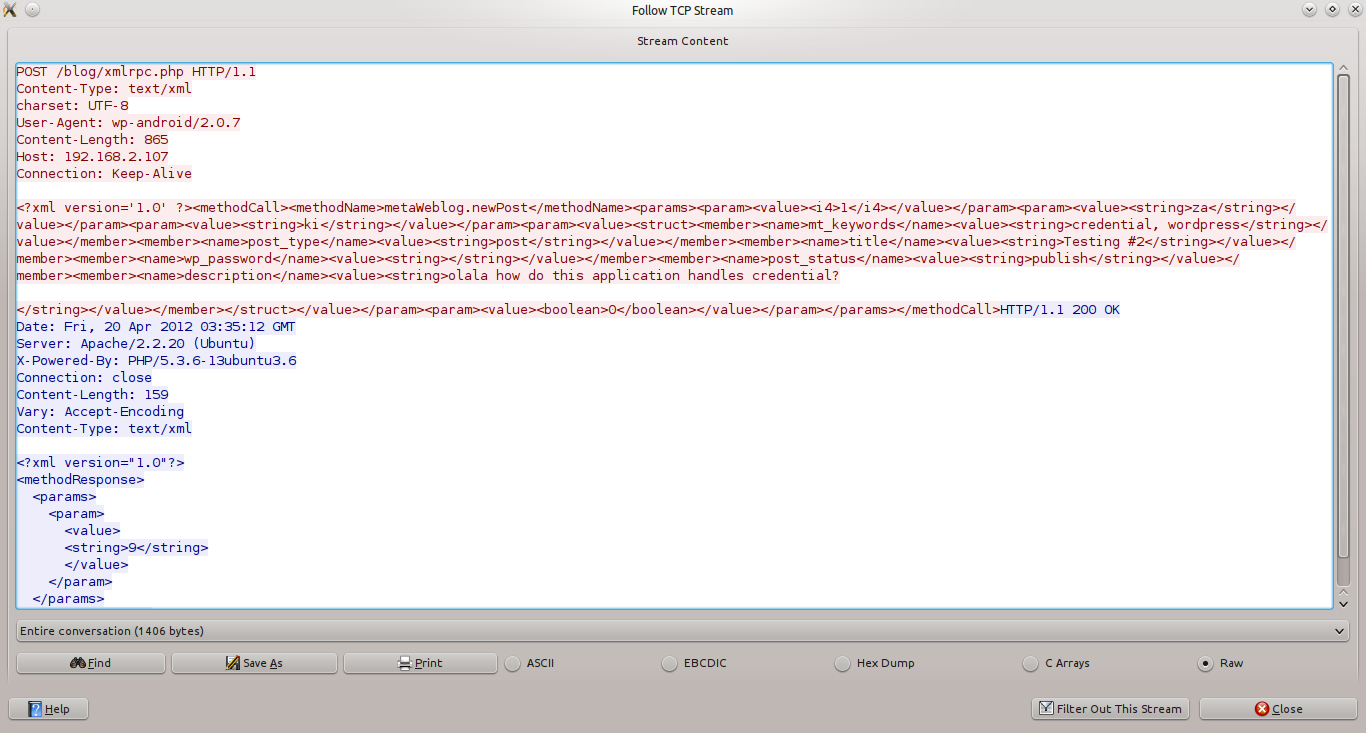 Follow TCP Stream
Stream Content
POST /blog/xmlrpc.php HTTP/1.1
Content-Type: text/xml
charset: UTF-8
User-Agent: wp-android/2.0.7
Content-Length: 865
Host: 192.168.2.107
Connection: Keep-Alive
<?xml version='1.0' ?><methodCall><methodName>metaWeblog.newPost</methodName><params><param><value><i4>1</i4></value></param><param><value><string>za</string></
value></param><param><value><string>ki</string></value></param><param><value><struct><member><name>mt_keywords</name><value><string>credential, wordpress</string></
value></member><member><name>post_type</name><value><string>post</string></value></member><member><name>title</name><value><string>Testing #2</string></value></
member><member><name>wp_password</name><value><string></string></value></member><member><name>post_status</name><value><string>publish</string></value></
member><member><name>description</name><value><string>olala how do this application handles credential?
</string></value></member></struct></value></param><param><value><boolean>0</boolean></value></param></params></methodCall>HTTP/1.1 200 OK
Date: Fri, 20 Apr 2012 03:35:12 GMT
Server: Apache/2.2.20 (Ubuntu)
X-Powered-By: PHP/5.3.6-13ubuntu3.6
Connection: close
Content-Length: 159
Vary: Accept-Encoding
Content-Type: text/xml
<?xml version="1.0"?>
<methodResponse>
<params>
<param>
<value>
<string>9</string>
</value>
</param>
</params>
Entire conversation (1406 bytes)
Find Save As Print ASCII EBCDIC Hex Dump C Arrays Raw
Help Filter Out This Stream Close